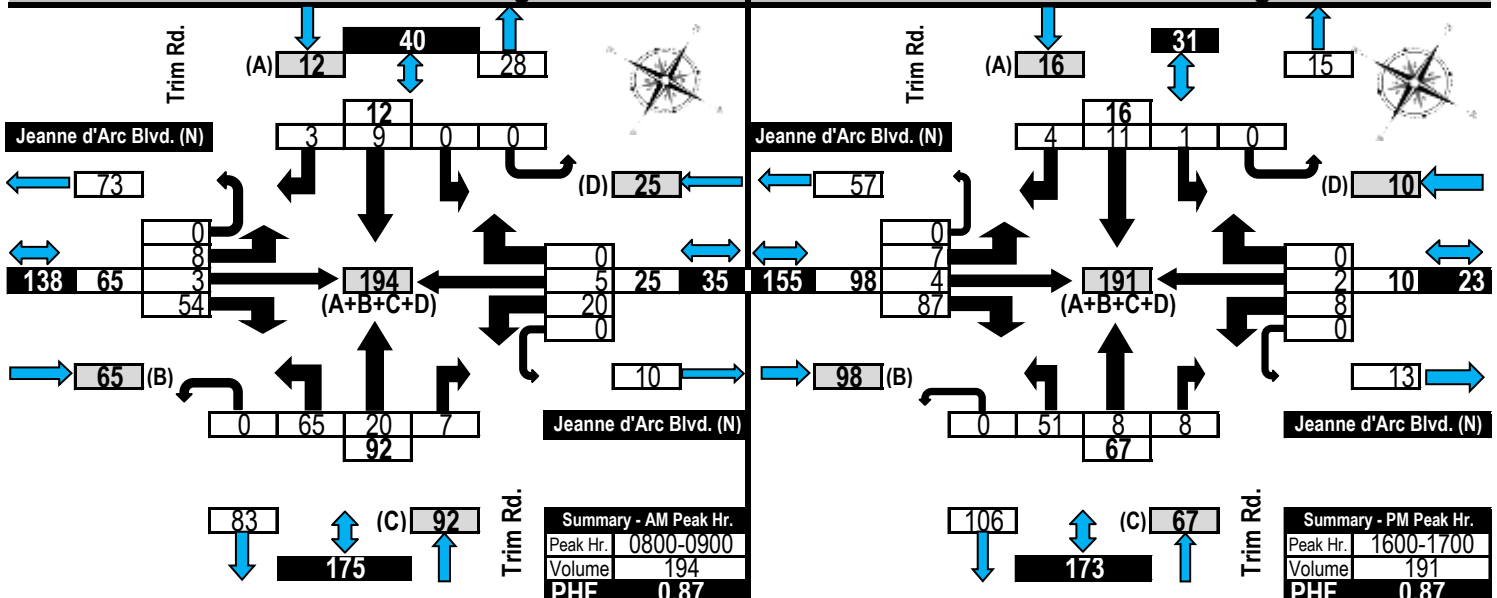 Trim Rd.
(A) 12 40 28
12
3 9 0 0
Jeanne d'Arc Blvd. (N)
73 (D) 25
0
8
138 65 3
54
194
(A+B+C+D)
0
5 25 35
20
0
65 (B) 10
0 65 20 7
92
Jeanne d'Arc Blvd. (N)
83 (C) 92
175
Trim Rd.
Summary - AM Peak Hr.
Peak Hr. 0800-0900
Volume 194
PHF 0.87
Trim Rd.
(A) 16 31 15
16
4 11 1 0
Jeanne d'Arc Blvd. (N)
57 (D) 10
0
7
155 98 4
87
191
(A+B+C+D)
0
2 10 23
8
0
98 (B) 13
0 51 8 8
67
Jeanne d'Arc Blvd. (N)
106 (C) 67
173
Trim Rd.
Summary - PM Peak Hr.
Peak Hr. 1600-1700
Volume 191
PHF 0.87